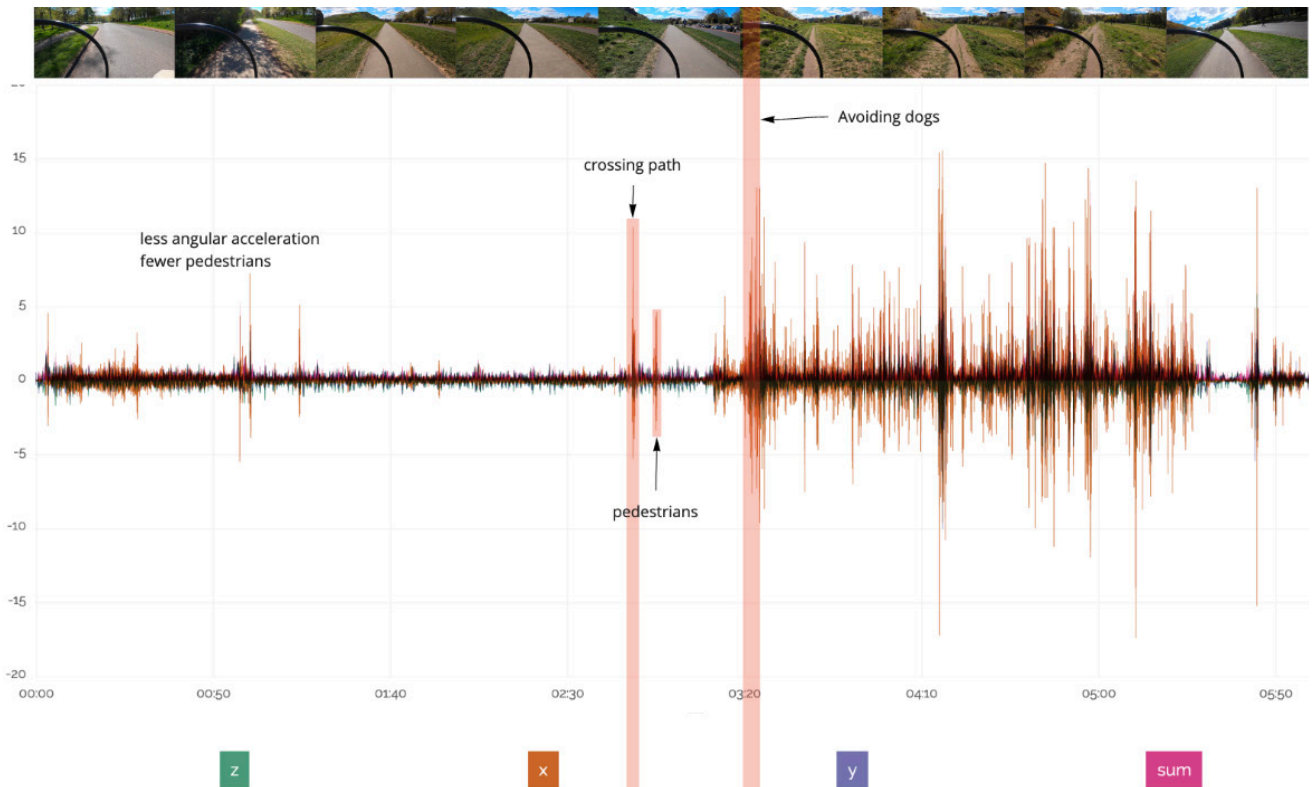 20
Avoiding dogs
crossing path
15
10
less angular acceleration
fewer pedestrians
5
0
-5
pedestrians
-10
-15
-20
00:00 00:50 01:40 02:30 03:20 04:10 05:00 05:50
z x y sum